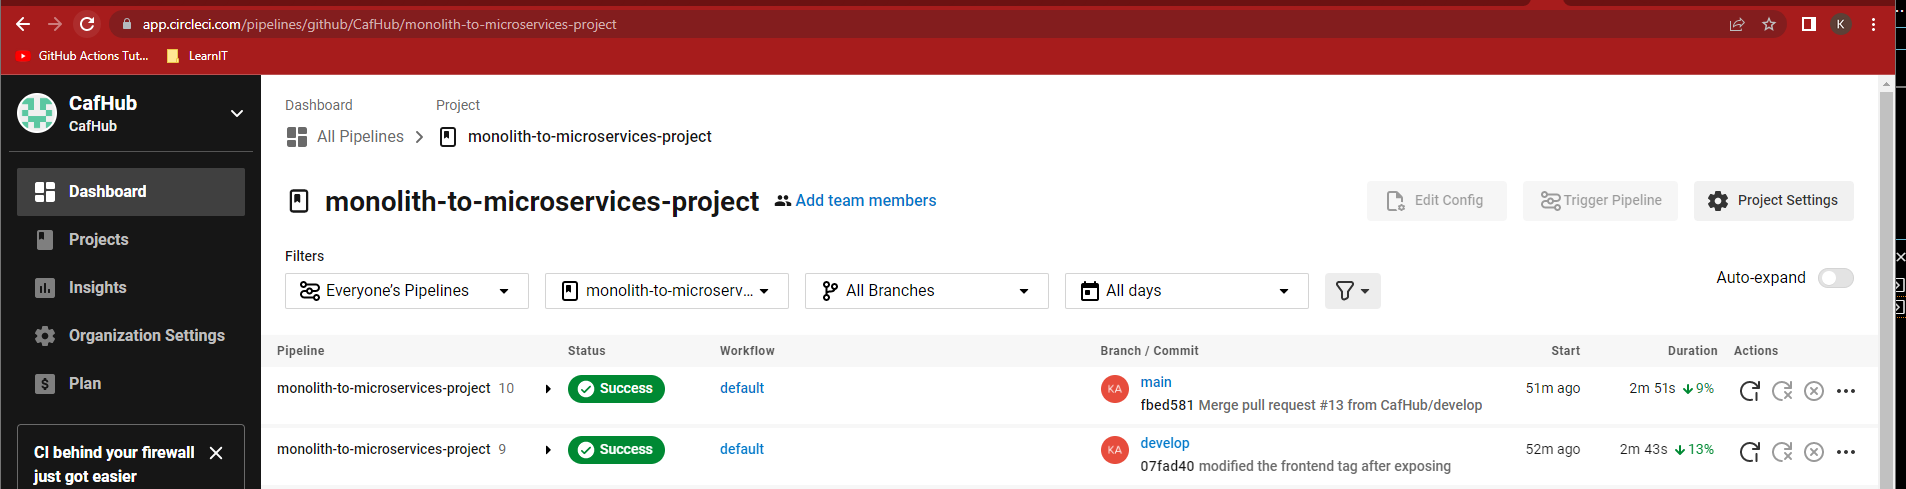 app.circleci.com/pipelines/github/CafHub/monolith-to-microservices-project
K
GitHub Actions Tut...
LearnIT
CafHub
CafHub
Dashboard
Projects
Insights
Organization Settings
Plan
CI behind your firewall
just got easier
Dashboard
Project
All Pipelines
monolith-to-microservices-project
monolith-to-microservices-project
Add team members
Edit Config
Trigger Pipeline
Project Settings
Filters
Everyone's Pipelines
monolith-to-microserv...
All Branches
All days
Auto-expand
Pipeline Status Workflow Branch / Commit Start Duration Actions
monolith-to-microservices-project 10 Success default KA main 51m ago 2m 51s 9%
fbed581 Merge pull request #13 from CafHub/develop
monolith-to-microservices-project 9 Success default KA develop 52m ago 2m 43s 13%
07fad40 modified the frontend tag after exposing